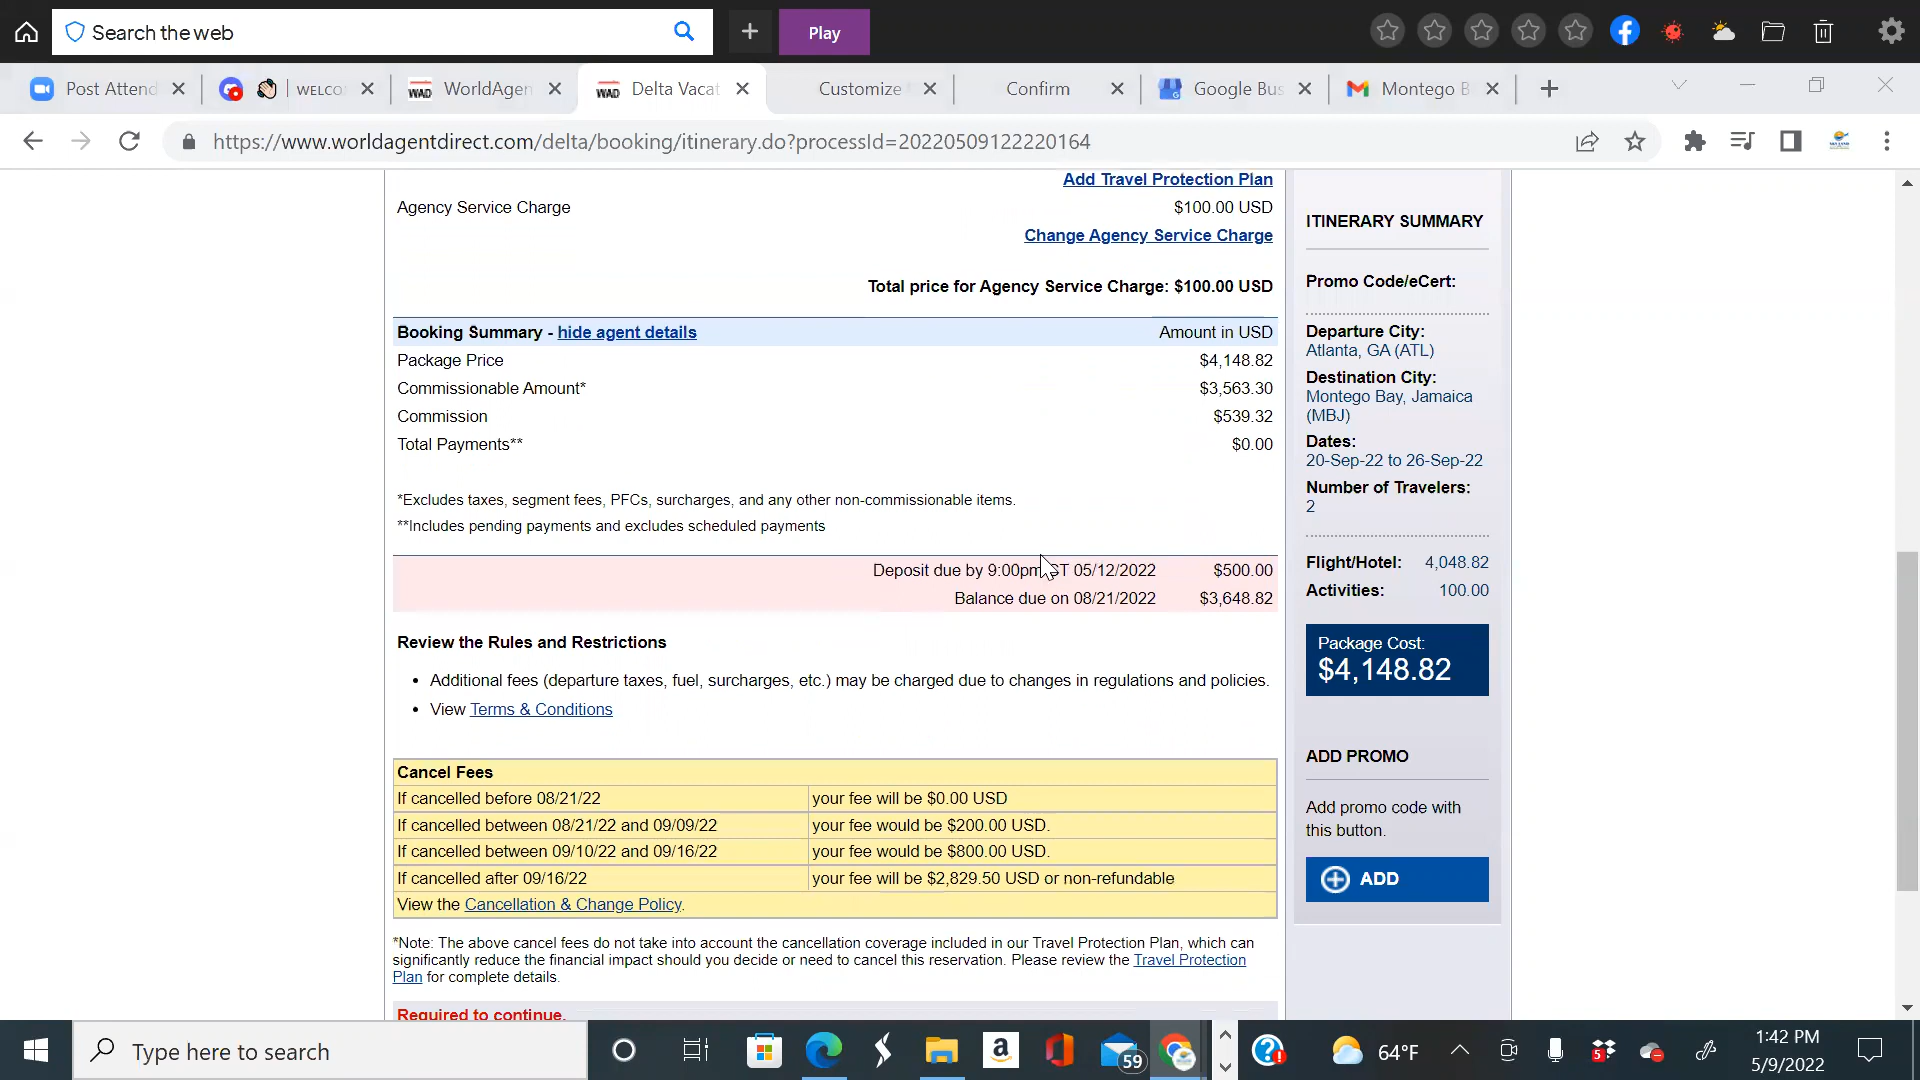 Search the web
Play
Post Attend
WELCO
WAD WorldAgen
WAD Delta Vacat
Customize
Confirm
Google Bus
Montego B
https://www.worldagentdirect.com/delta/booking/itinerary.do?processId=20220509122220164
Add Travel Protection Plan
Agency Service Charge $100.00 USD
Change Agency Service Charge
Total price for Agency Service Charge: $100.00 USD
Booking Summary - hide agent details Amount in USD
Package Price $4,148.82
Commissionable Amount* $3,563.30
Commission $539.32
Total Payments** $0.00
*Excludes taxes, segment fees, PFCs, surcharges, and any other non-commissionable items.
**Includes pending payments and excludes scheduled payments
Deposit due by 9:00pm ST 05/12/2022 $500.00
Balance due on 08/21/2022 $3,648.82
Review the Rules and Restrictions
• Additional fees (departure taxes, fuel, surcharges, etc.) may be charged due to changes in regulations and policies.
• View Terms & Conditions
Cancel Fees
If cancelled before 08/21/22 your fee will be $0.00 USD
If cancelled between 08/21/22 and 09/09/22 your fee would be $200.00 USD.
If cancelled between 09/10/22 and 09/16/22 your fee would be $800.00 USD.
If cancelled after 09/16/22 your fee will be $2,829.50 USD or non-refundable
View the Cancellation & Change Policy.
*Note: The above cancel fees do not take into account the cancellation coverage included in our Travel Protection Plan, which can
significantly reduce the financial impact should you decide or need to cancel this reservation. Please review the Travel Protection
Plan for complete details.
Required to continue.
ITINERARY SUMMARY
Promo Code/eCert:
Departure City:
Atlanta, GA (ATL)
Destination City:
Montego Bay, Jamaica
(MBJ)
Dates:
20-Sep-22 to 26-Sep-22
Number of Travelers:
2
Flight/Hotel: 4,048.82
Activities: 100.00
Package Cost:
$4,148.82
ADD PROMO
Add promo code with
this button.
ADD
Type here to search
59
64°F
5
1:42 PM
5/9/2022